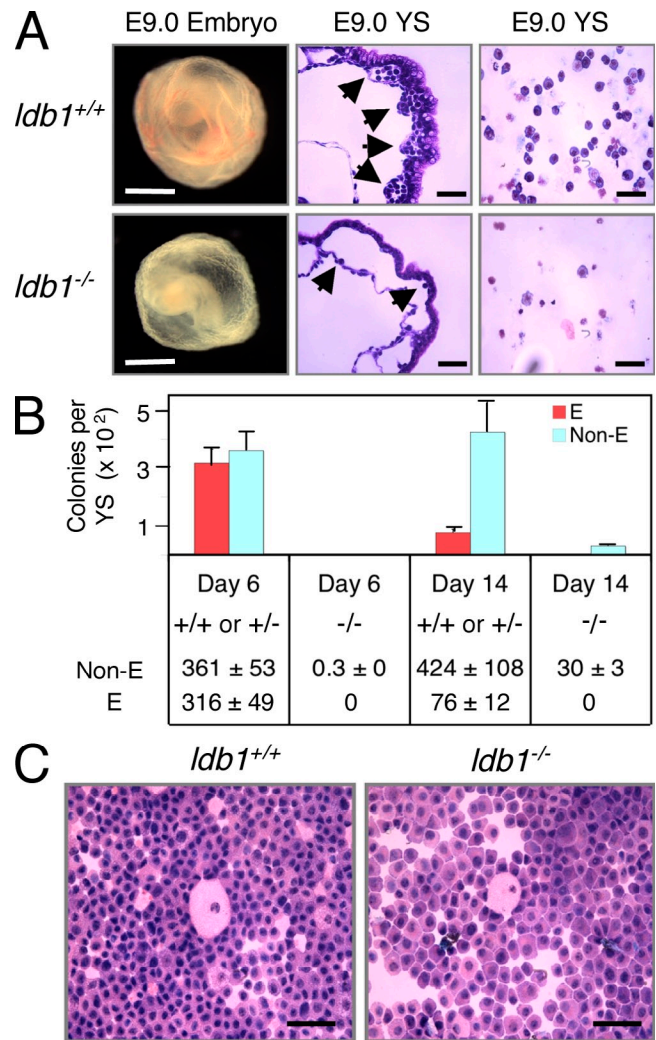 A
E9.0 Embryo E9.0 YS E9.0 YS
ldb1+/+
ldb1-/-
B
Colonies per
YS (x 10²)
5
3
1
E
Non-E
Day 6 Day 6 Day 14 Day 14
+/+ or +/- -/- +/+ or +/- -/-
Non-E 361 ± 53 0.3 ± 0 424 ± 108 30 ± 3
E 316 ± 49 0 76 ± 12 0
C
ldb1+/+ ldb1-/-